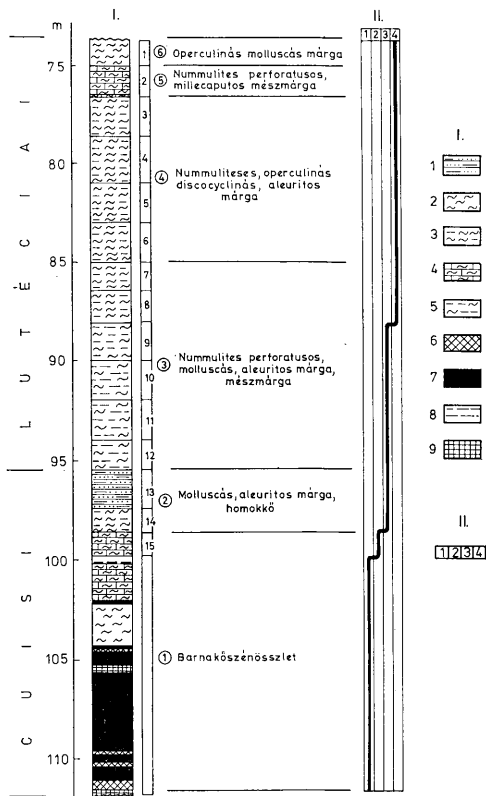 I.
II.
m
1 2 3 4
75
80
85
90
95
100
105
110
LUTÉCIAI
CUISI
1
2
3
4
5
6
7
8
9
10
11
12
13
14
15
⑥ Operculinás molluscás márga
⑤ Nummulites perforatusos,
millecaputos mészmárga
④ Nummuliteses, operculinás
discocyclinás, aleuritos
márga
③ Nummulites perforatusos,
molluscás, aleuritos márga,
mészmárga
② Molluscás, aleuritos márga,
homokkő
① Barnakőszénösszlet
I.
1
2
3
4
5
6
7
8
9
II.
1 2 3 4